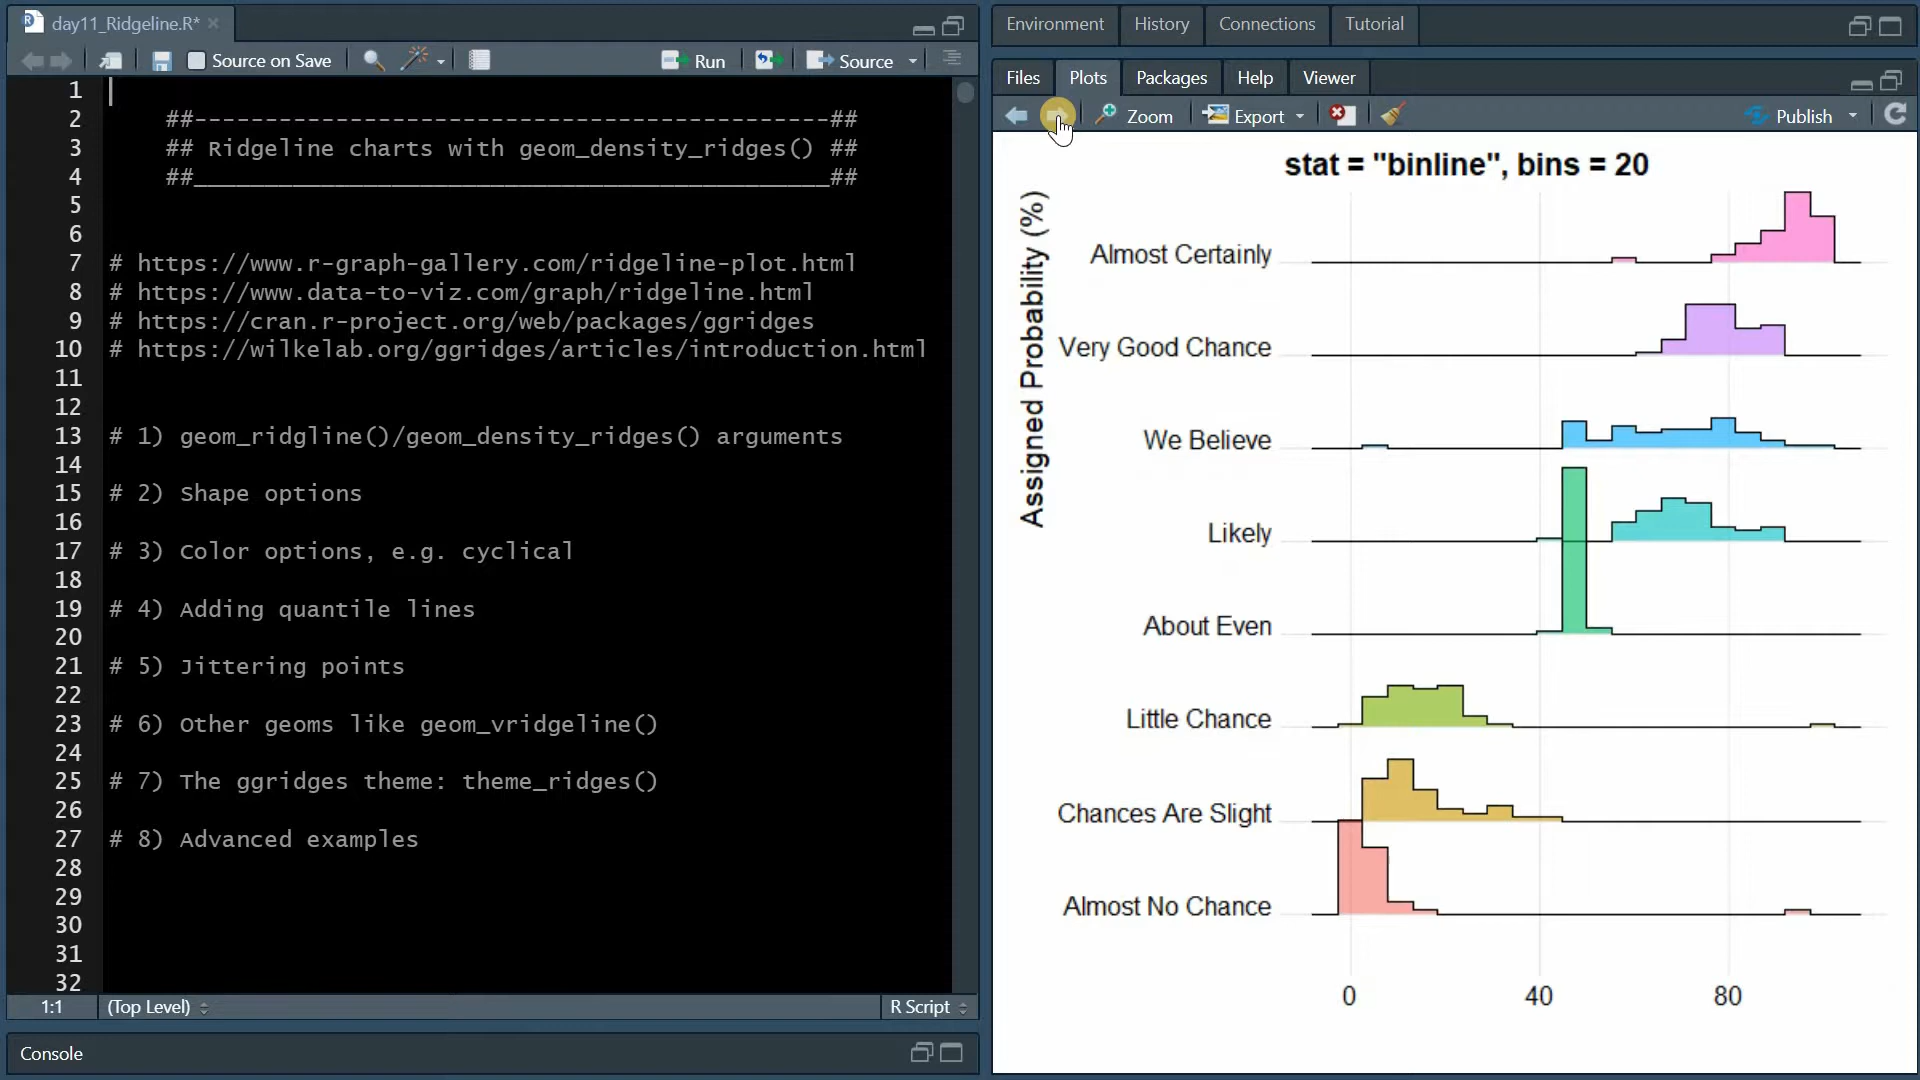 day11_Ridgeline.R*
Source on Save
Run
Source
1
2 ##---------------------------------------------##
3 ## Ridgeline charts with geom_density_ridges() ##
4 ##_____________________________________________##
5
6
7 # https://www.r-graph-gallery.com/ridgeline-plot.html
8 # https://www.data-to-viz.com/graph/ridgeline.html
9 # https://cran.r-project.org/web/packages/ggridges
10 # https://wilkelab.org/ggridges/articles/introduction.html
11
12
13 # 1) geom_ridgline()/geom_density_ridges() arguments
14
15 # 2) Shape options
16
17 # 3) Color options, e.g. cyclical
18
19 # 4) Adding quantile lines
20
21 # 5) Jittering points
22
23 # 6) Other geoms like geom_vridgeline()
24
25 # 7) The ggridges theme: theme_ridges()
26
27 # 8) Advanced examples
28
29
30
31
32
1:1 (Top Level) R Script
Console
Environment History Connections Tutorial
Files Plots Packages Help Viewer
Zoom Export Publish
stat = "binline", bins = 20
Assigned Probability (%)
Almost Certainly
Very Good Chance
We Believe
Likely
About Even
Little Chance
Chances Are Slight
Almost No Chance
0 40 80